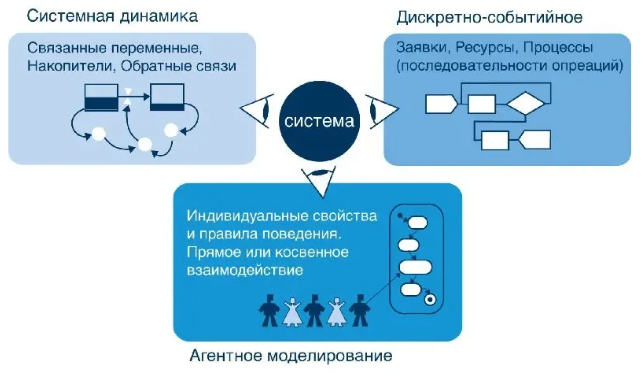 Системная динамика
Связанные переменные,
Накопители, Обратные связи
Дискретно-событийное
Заявки, Ресурсы, Процессы
(последовательности опреаций)
система
Индивидуальные свойства
и правила поведения.
Прямое или косвенное
взаимодействие
Агентное моделирование